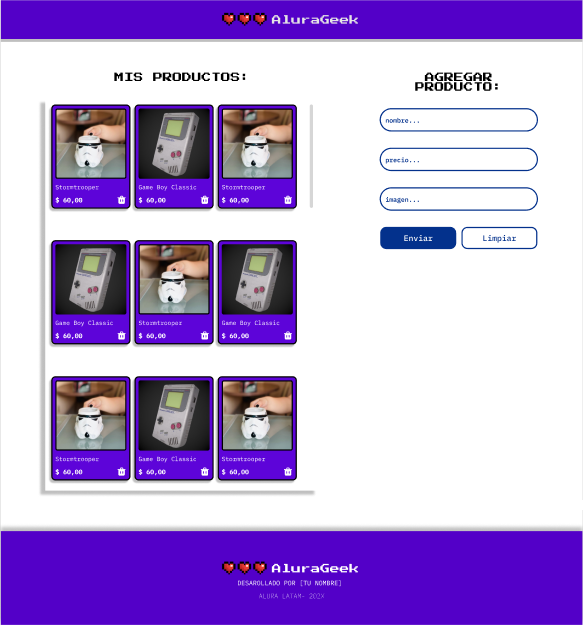 AluraGeek
MIS PRODUCTOS:
Stormtrooper
$ 60,00
Game Boy Classic
$ 60,00
Stormtrooper
$ 60,00
Game Boy Classic
$ 60,00
Stormtrooper
$ 60,00
Game Boy Classic
$ 60,00
Stormtrooper
$ 60,00
Game Boy Classic
$ 60,00
Stormtrooper
$ 60,00
AGREGAR
PRODUCTO:
nombre...
precio...
imagen...
Enviar
Limpiar
AluraGeek
DESAROLLADO POR [TU NOMBRE]
ALURA LATAM- 202X